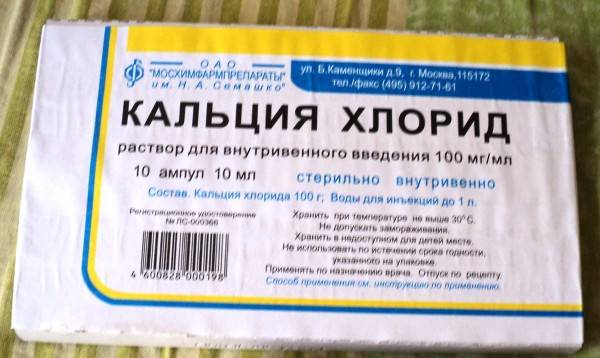 ОАО
"МОСХИМФАРМПРЕПАРАТЫ"
им. Н. А. Семашко"
ул. Б.Каменщики д.9, г. Москва,115172
тел./факс (495) 912-71-61
КАЛЬЦИЯ ХЛОРИД
раствор для внутривенного введения 100 мг/мл
10 ампул 10 мл
стерильно внутривенно
Состав. Кальция хлорида 100 г; Воды для инъекций до 1 л.
Регистрационное удостоверение
№ ЛС-000366
Хранить при температуре не выше 30°С.
Не допускать замораживания.
Хранить в недоступном для детей месте.
Не использовать по истечении срока годности,
указанного на упаковке.
Применять по назначению врача. Отпуск по рецепту.
Способ применения см. инструкцию по применению.
4 600828 000198